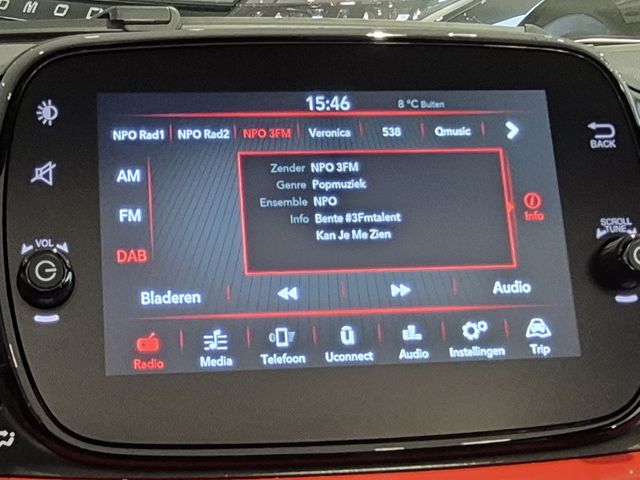 15:46 8 °C Buiten
NPO Rad1 NPO Rad2 NPO 3FM Veronica 538 Qmusic
BACK
AM
FM
DAB
Zender NPO 3FM
Genre Popmuziek
Ensemble NPO
Info Bente #3Fmtalent
Kan Je Me Zien
Info
VOL
SCROLL
TUNE
Bladeren Audio
Radio Media Telefoon Uconnect Audio Instellingen Trip